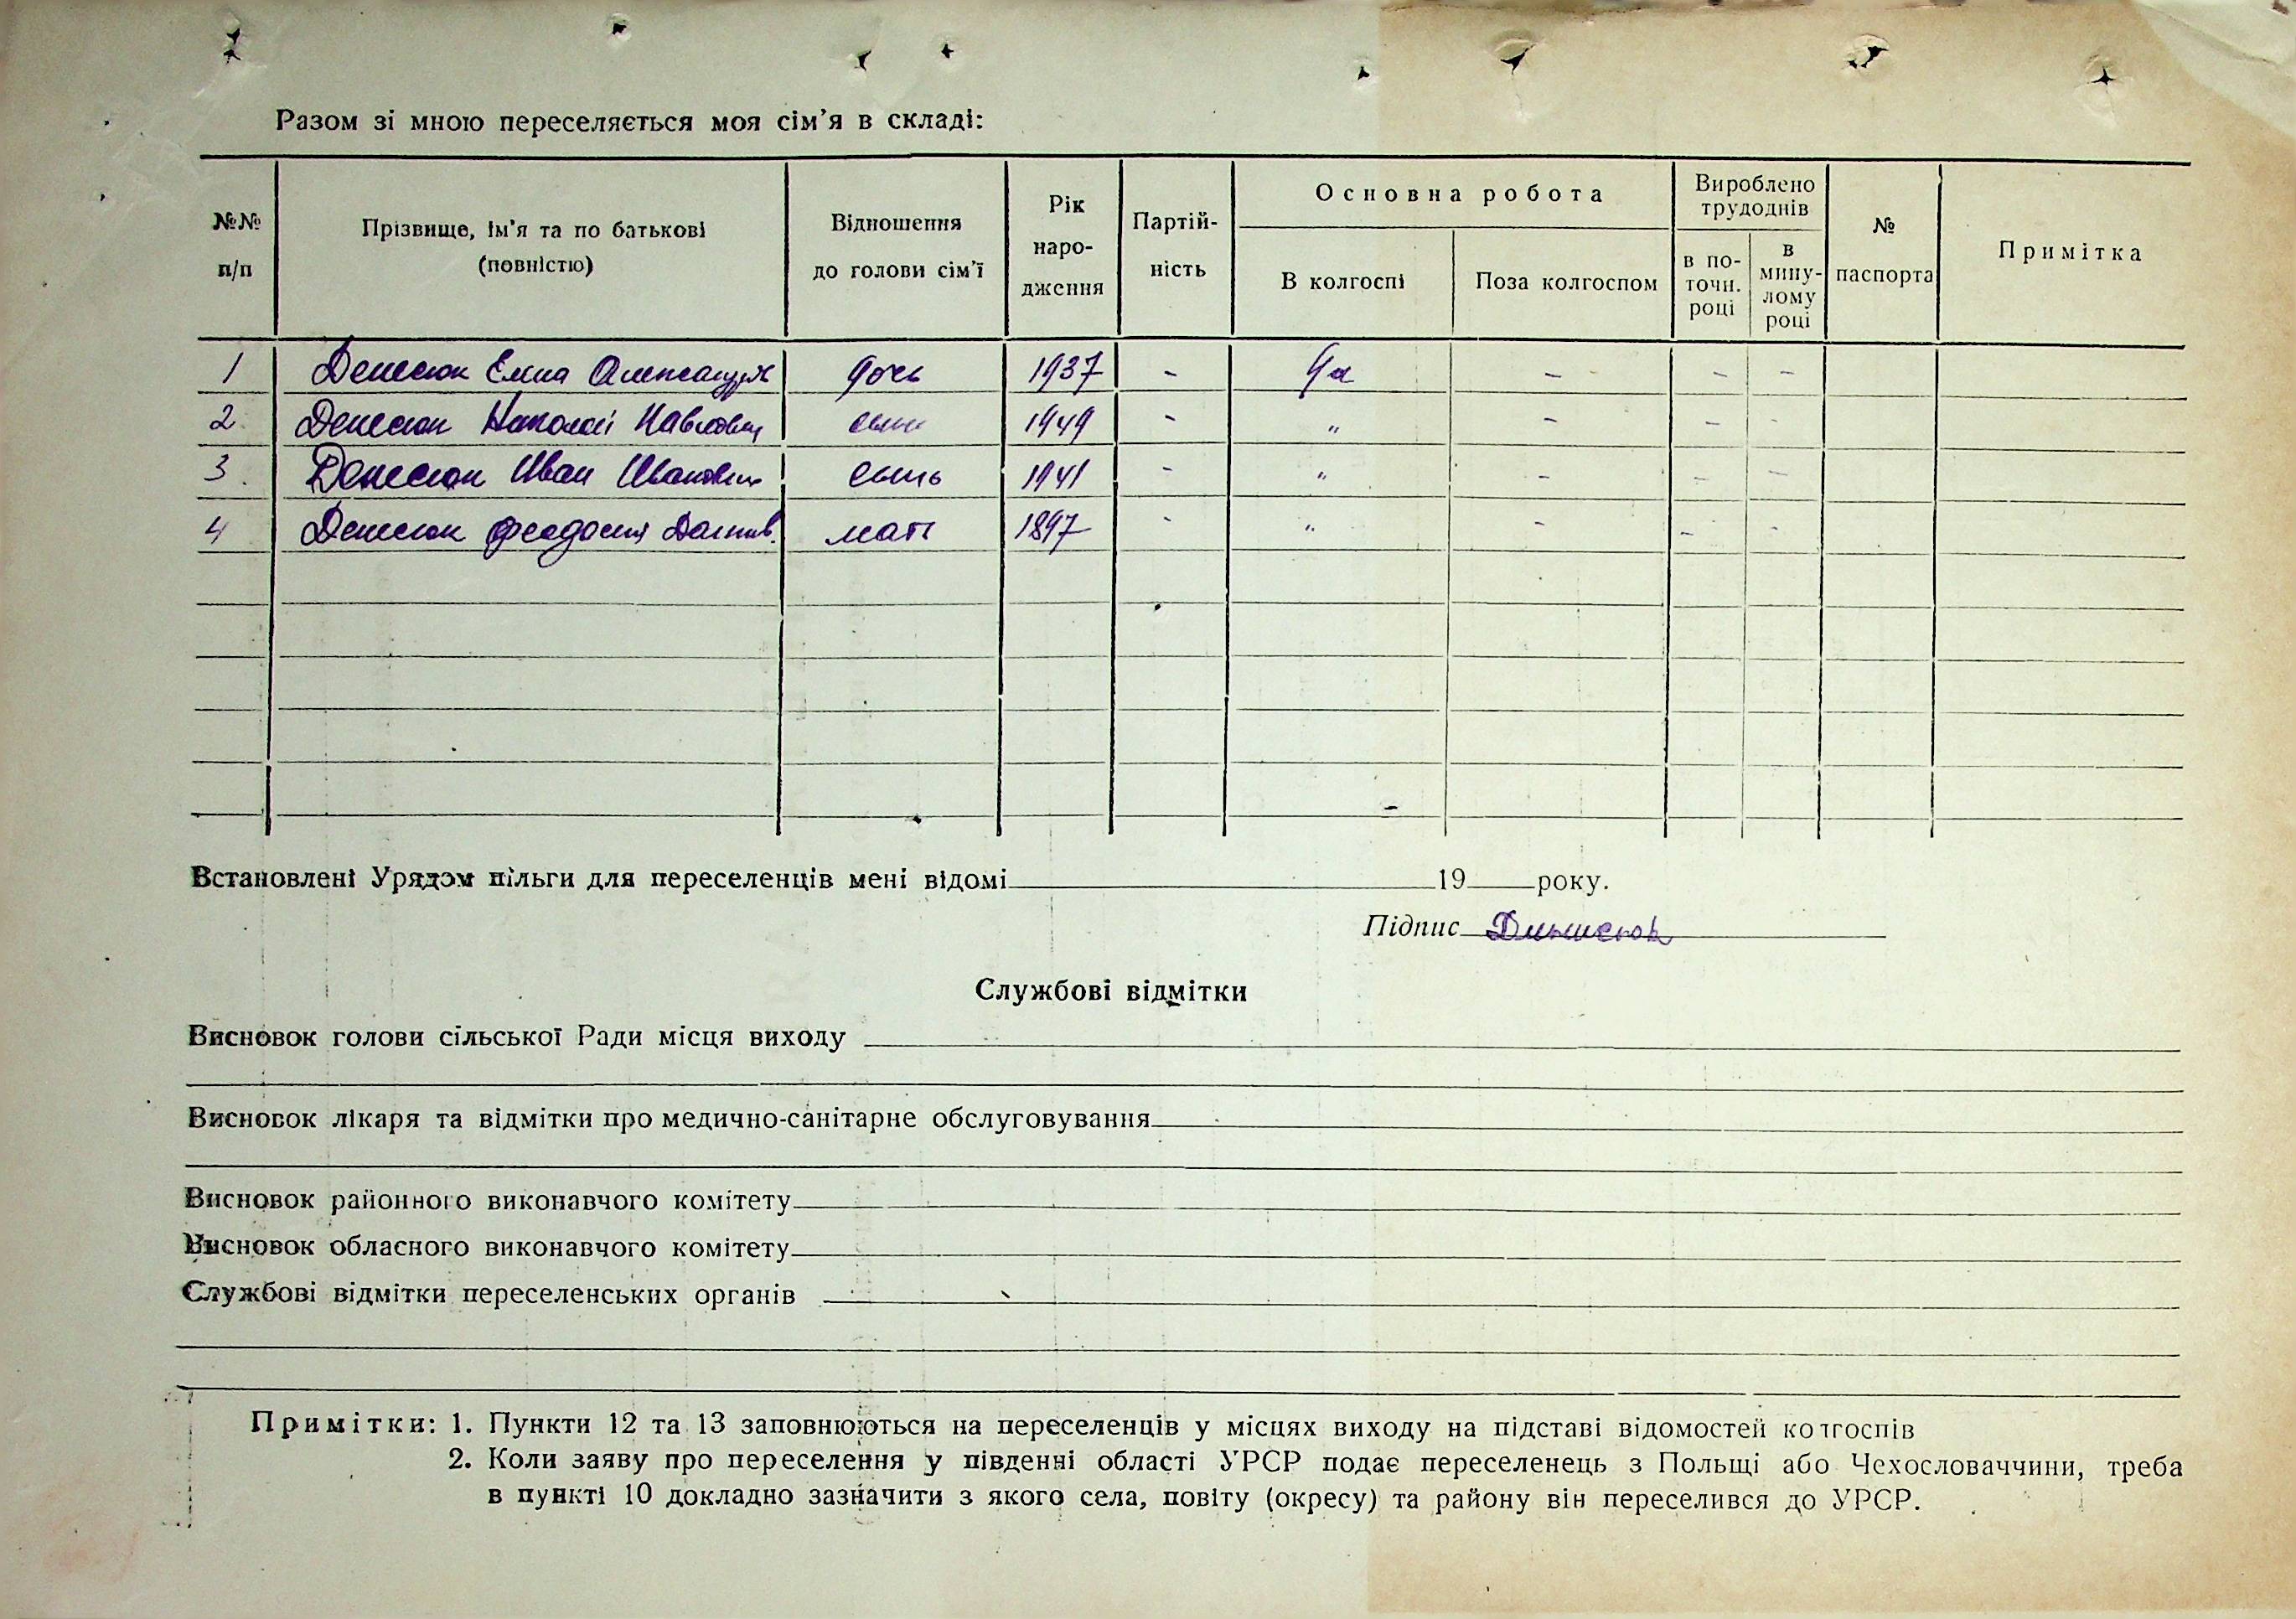 Разом зі мною переселяється моя сім'я в складі:
№№ п/п | Прізвище, ім'я та по батькові (повністю) | Відношення до голови сім'ї | Рік народження | Партійність | Основна робота | Вироблено трудоднів | № паспорта | Примітка
В колгоспі | Поза колгоспом | в поточн. році | в минулому році
1 Денисюк Елена дочь 1937 - да - - -
2 Денисюк Николай Павлович сын 1949 - " - - -
3 Денисюк Иван Иванович сынь 1941 - " - - -
4 Денисюк Феодосия мать 1897 - " - - -
Встановлені Урядом пільги для переселенців мені відомі 19 року.
Підпис
Службові відмітки
Висновок голови сільської Ради місця виходу
Висновок лікаря та відмітки про медично-санітарне обслуговування
Висновок районного виконавчого комітету
Висновок обласного виконавчого комітету
Службові відмітки переселенських органів
Примітки: 1. Пункти 12 та 13 заповнюються на переселенців у місцях виходу на підставі відомостей колгоспів
2. Коли заяву про переселення у південні області УРСР подає переселенець з Польщі або Чехословаччини, треба
в пункті 10 докладно зазначити з якого села, повіту (окресу) та району він переселився до УРСР.